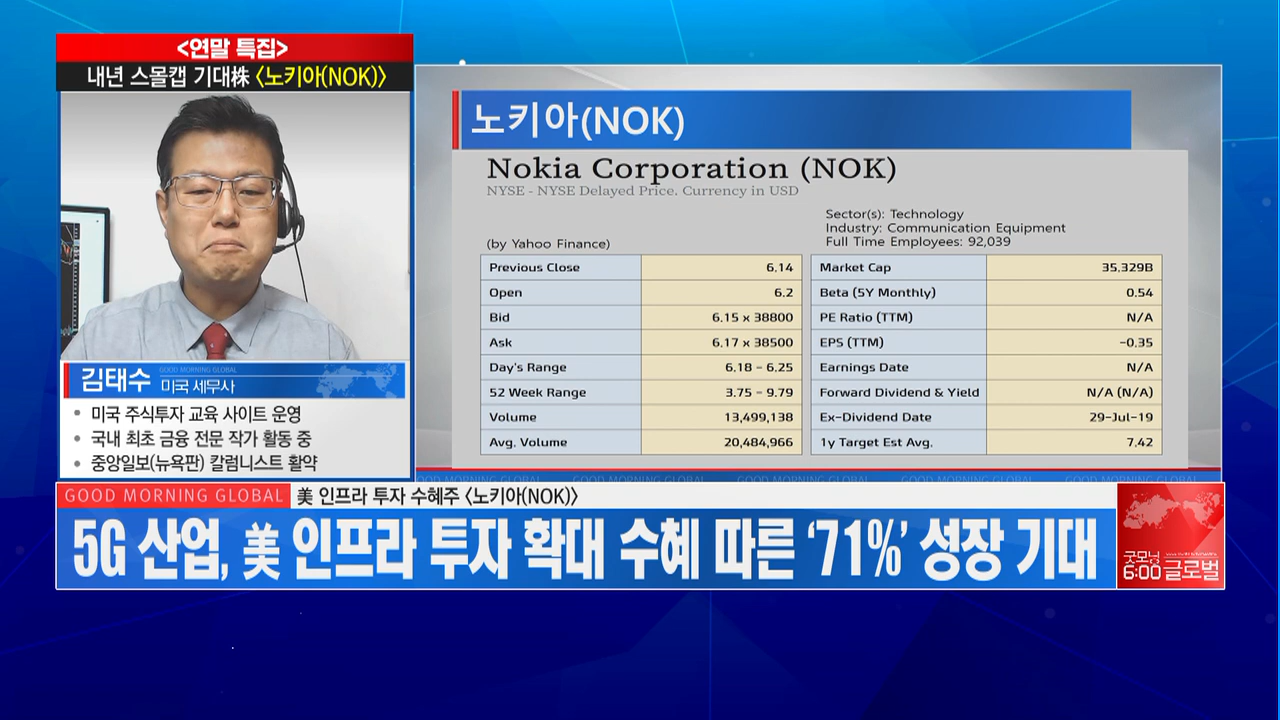 <연말 특집>
내년 스몰캡 기대株 <노키아(NOK)>
노키아(NOK)
Nokia Corporation (NOK)
NYSE - NYSE Delayed Price. Currency in USD
Sector(s): Technology
Industry: Communication Equipment
(by Yahoo Finance)
Full Time Employees: 92,039
Previous Close 6.14 Market Cap 35.329B
Open 6.2 Beta (5Y Monthly) 0.54
Bid 6.15 x 38800 PE Ratio (TTM) N/A
Ask 6.17 x 38500 EPS (TTM) -0.35
Day's Range 6.18 - 6.25 Earnings Date N/A
52 Week Range 3.75 - 9.79 Forward Dividend & Yield N/A (N/A)
Volume 13,499,138 Ex-Dividend Date 29-Jul-19
Avg. Volume 20,484,966 1y Target Est Avg. 7.42
GOOD MORNING GLOBAL
김태수 미국 세무사
• 미국 주식투자 교육 사이트 운영
• 국내 최초 금융 전문 작가 활동 중
• 중앙일보(뉴욕판) 칼럼니스트 활약
GOOD MORNING GLOBAL 美 인프라 투자 수혜주 <노키아(NOK)>
5G 산업, 美 인프라 투자 확대 수혜 따른 '71%' 성장 기대
굿모닝
6:00 글로벌